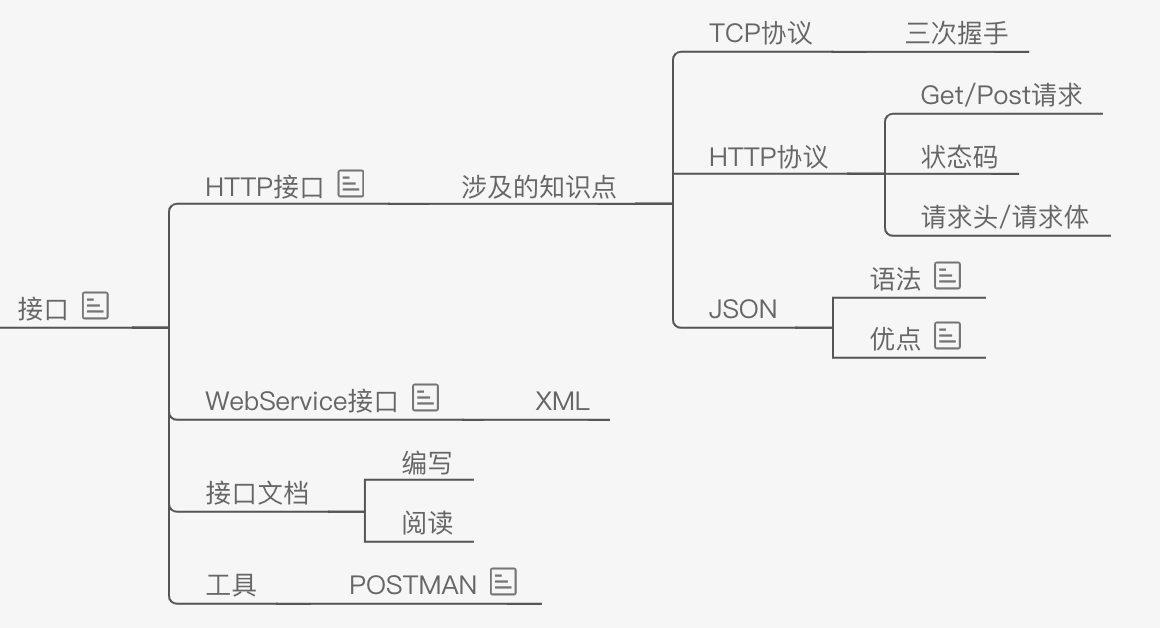 TCP协议
三次握手
Get/Post请求
HTTP协议
状态码
HTTP接口
涉及的知识点
请求头/请求体
语法
接口
JSON
优点
WebService接口
XML
编写
接口文档
阅读
工具
POSTMAN